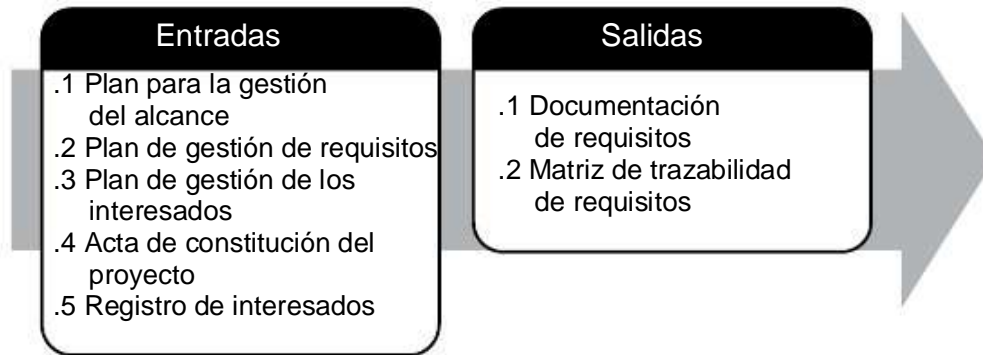 Entradas
.1 Plan para la gestión
del alcance
.2 Plan de gestión de requisitos
.3 Plan de gestión de los
interesados
.4 Acta de constitución del
proyecto
.5 Registro de interesados
Salidas
.1 Documentación
de requisitos
.2 Matriz de trazabilidad
de requisitos